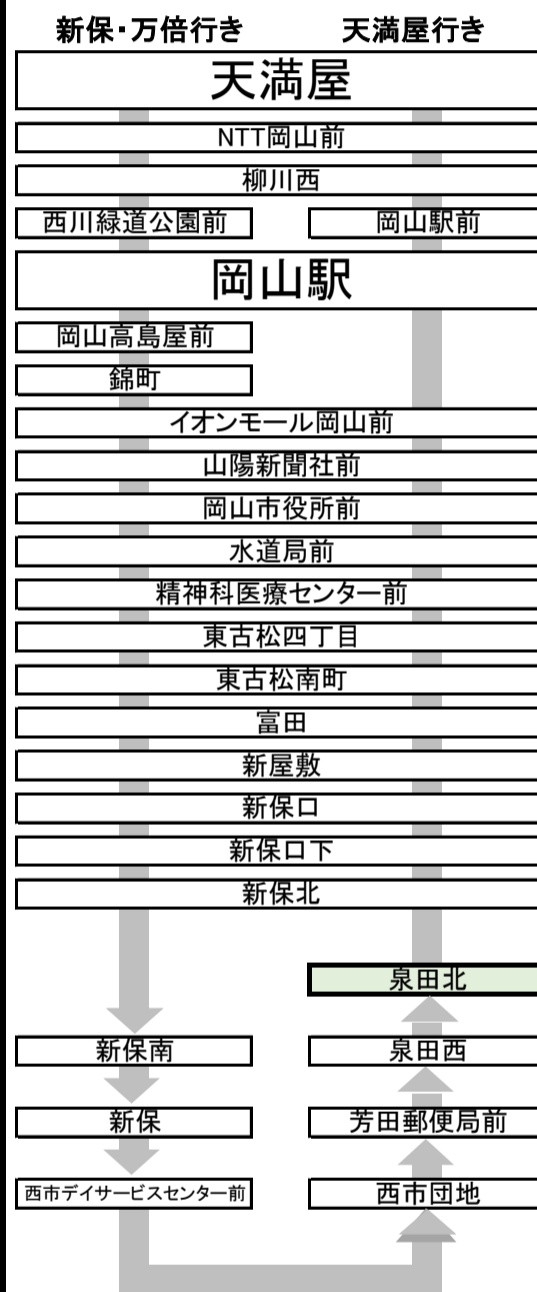 新保・万倍行き　天満屋行き
天満屋
NTT岡山前
柳川西
西川緑道公園前　岡山駅前
岡山駅
岡山高島屋前
錦町
イオンモール岡山前
山陽新聞社前
岡山市役所前
水道局前
精神科医療センター前
東古松四丁目
東古松南町
富田
新屋敷
新保口
新保口下
新保北
泉田北
新保南　泉田西
新保　芳田郵便局前
西市デイサービスセンター前　西市団地